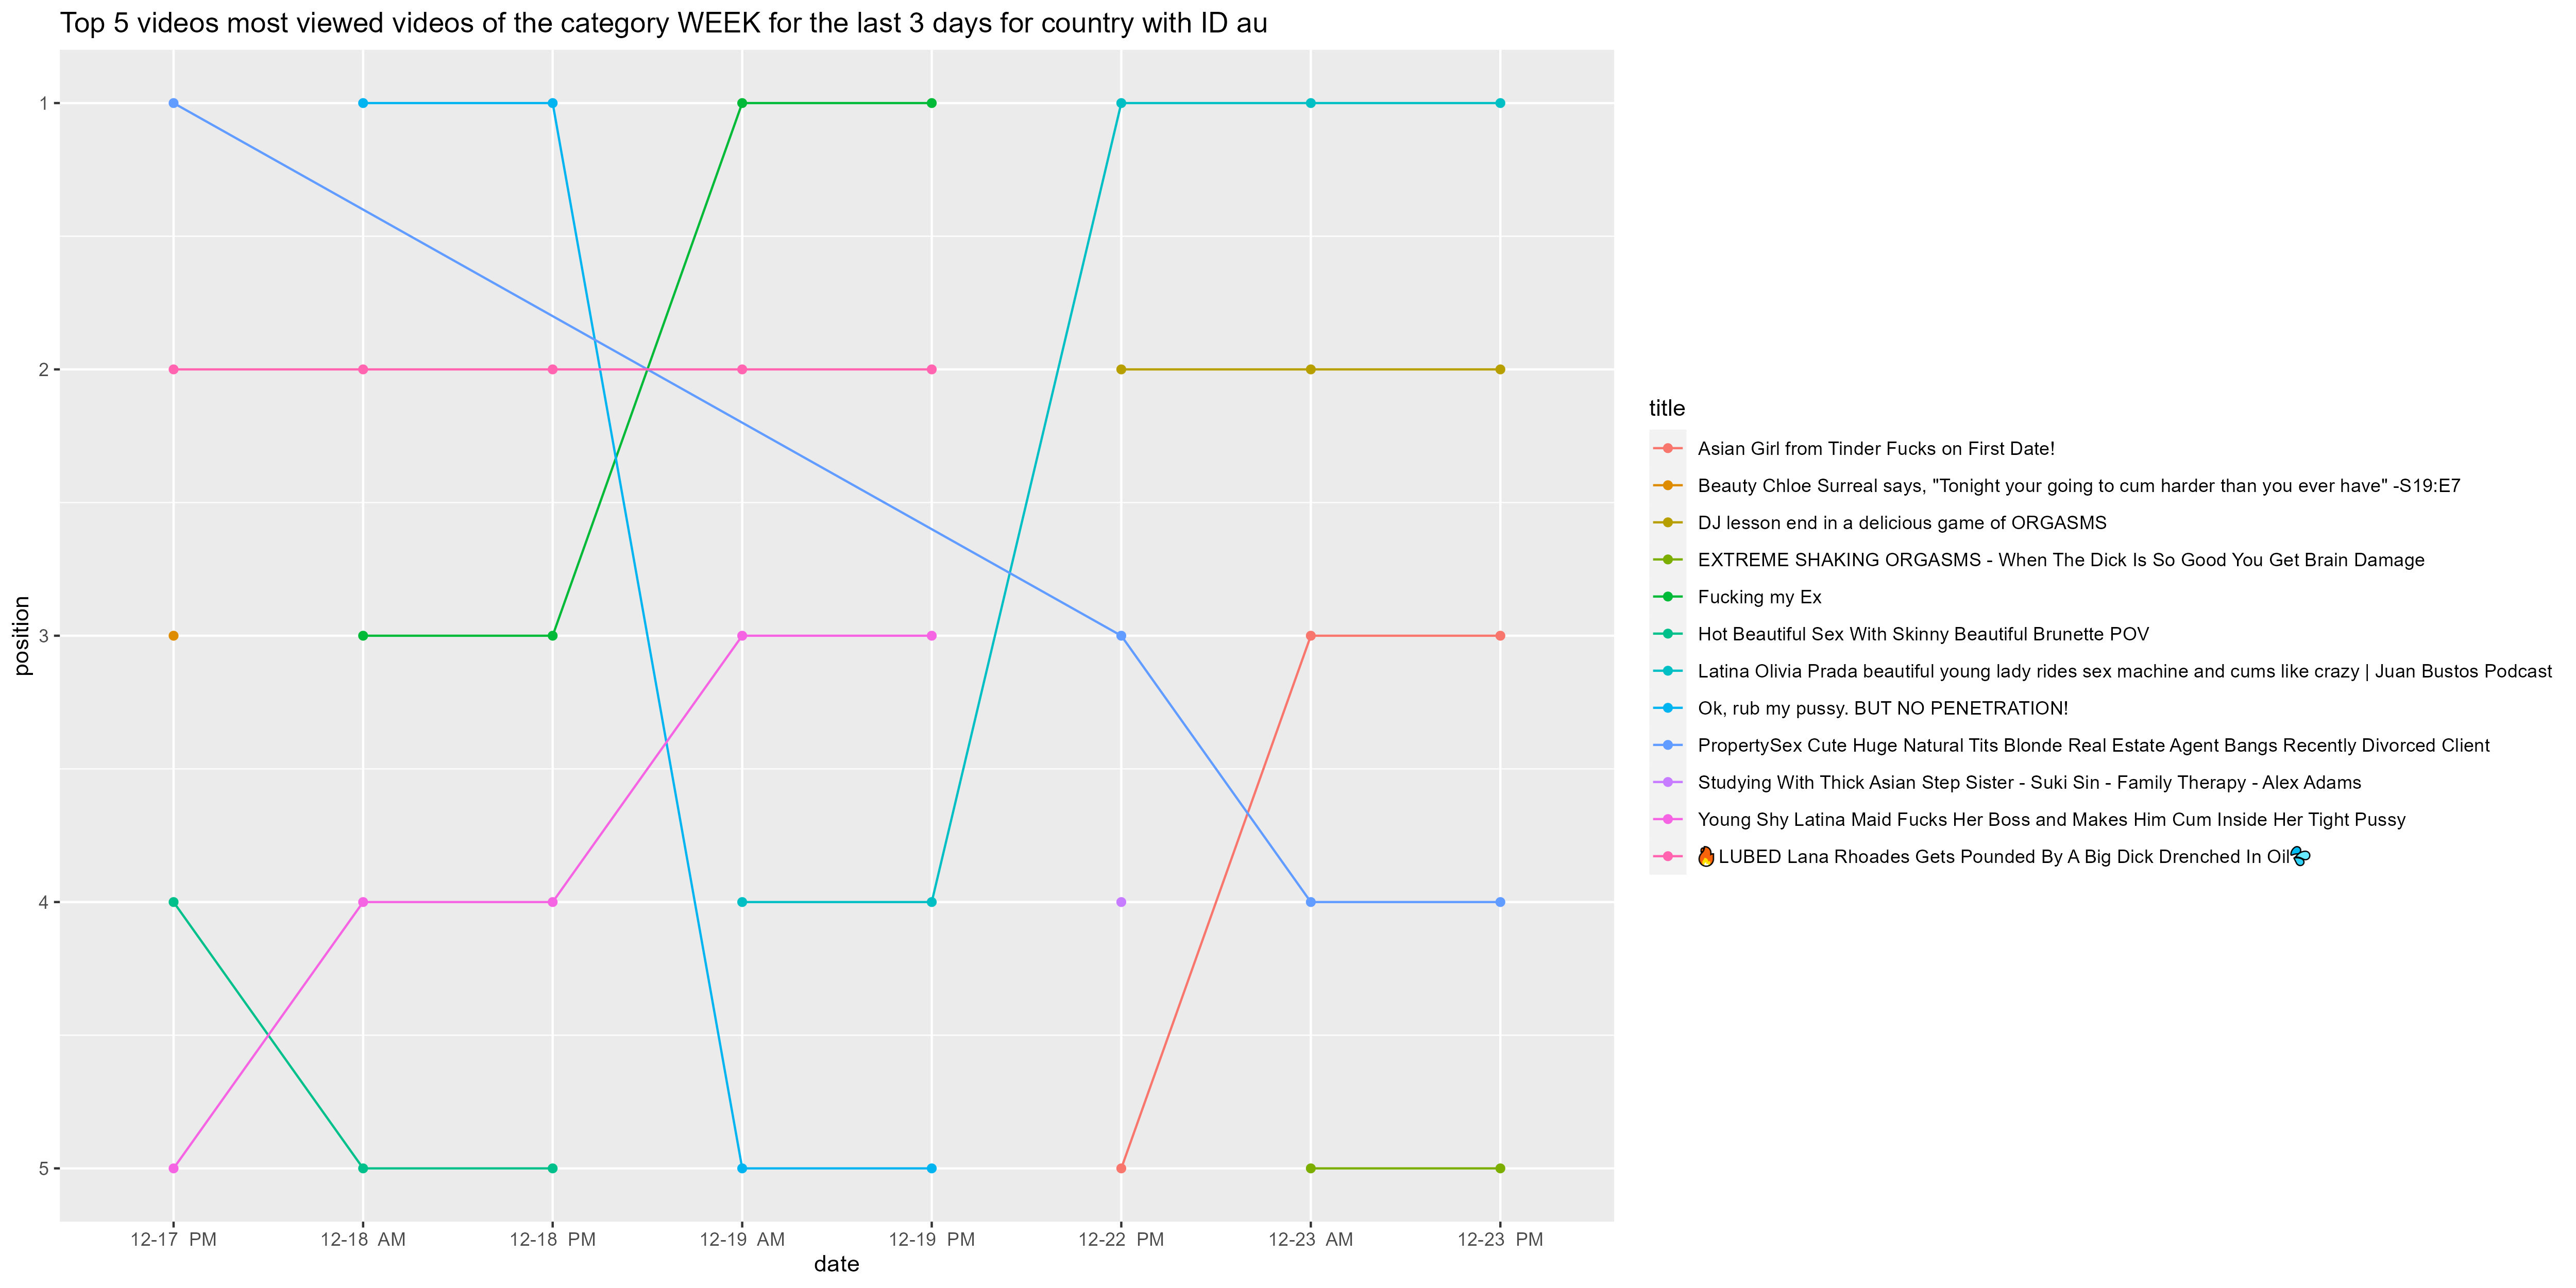 Top 5 videos most viewed videos of the category WEEK for the last 3 days for country with ID au
position
1
2
3
4
5
12-17 PM
12-18 AM
12-18 PM
12-19 AM
12-19 PM
12-22 PM
12-23 AM
12-23 PM
date
title
Asian Girl from Tinder Fucks on First Date!
Beauty Chloe Surreal says, "Tonight your going to cum harder than you ever have" -S19:E7
DJ lesson end in a delicious game of ORGASMS
EXTREME SHAKING ORGASMS - When The Dick Is So Good You Get Brain Damage
Fucking my Ex
Hot Beautiful Sex With Skinny Beautiful Brunette POV
Latina Olivia Prada beautiful young lady rides sex machine and cums like crazy | Juan Bustos Podcast
Ok, rub my pussy. BUT NO PENETRATION!
PropertySex Cute Huge Natural Tits Blonde Real Estate Agent Bangs Recently Divorced Client
Studying With Thick Asian Step Sister - Suki Sin - Family Therapy - Alex Adams
Young Shy Latina Maid Fucks Her Boss and Makes Him Cum Inside Her Tight Pussy
🔥LUBED Lana Rhoades Gets Pounded By A Big Dick Drenched In Oil💦